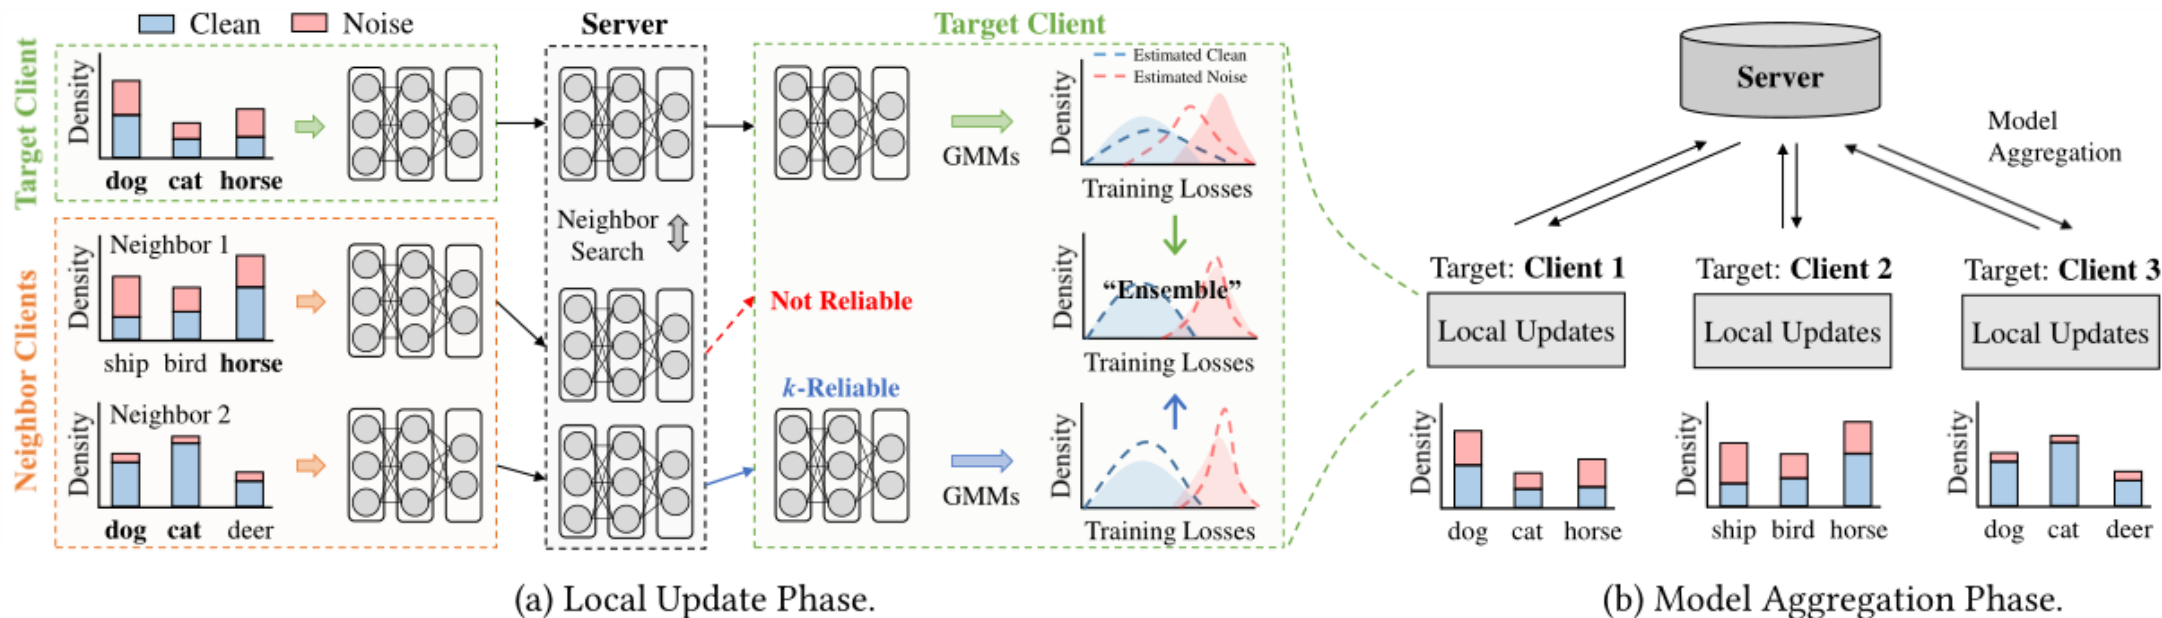 Clean
Noise
Server
Target Client
Target Client
Density
dog cat horse
Neighbor Clients
Neighbor 1
Density
ship bird horse
Neighbor 2
Density
dog cat deer
Neighbor
Search
Not Reliable
k-Reliable
GMMs
GMMs
Estimated Clean
Estimated Noise
Density
Training Losses
Density
"Ensemble"
Training Losses
Density
Training Losses
(a) Local Update Phase.
Server
Model
Aggregation
Target: Client 1
Target: Client 2
Target: Client 3
Local Updates
Local Updates
Local Updates
Density
dog cat horse
Density
ship bird horse
Density
dog cat deer
(b) Model Aggregation Phase.